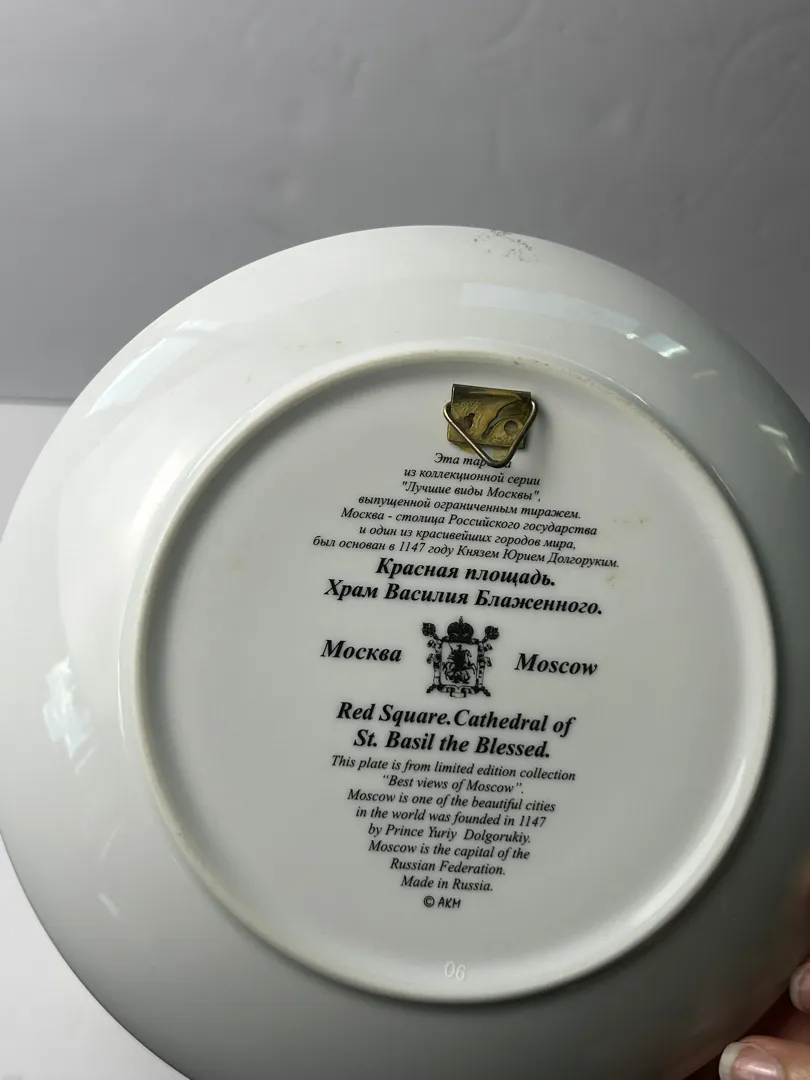 Эта
из коллекционной серии
"Лучшие виды Москвы",
выпущенной ограниченным тиражем.
Москва - столица Российского государства
и один из красивейших городов мира,
был основан в 1147 году Князем Юрием Долгоруким.
Красная площадь.
Храм Василия Блаженного.
Москва Moscow
Red Square.Cathedral of
St. Basil the Blessed.
This plate is from limited edition collection
"Best views of Moscow".
Moscow is one of the beautiful cities
in the world was founded in 1147
by Prince Yuriy Dolgorukiy.
Moscow is the capital of the
Russian Federation.
Made in Russia.
© АКМ
06